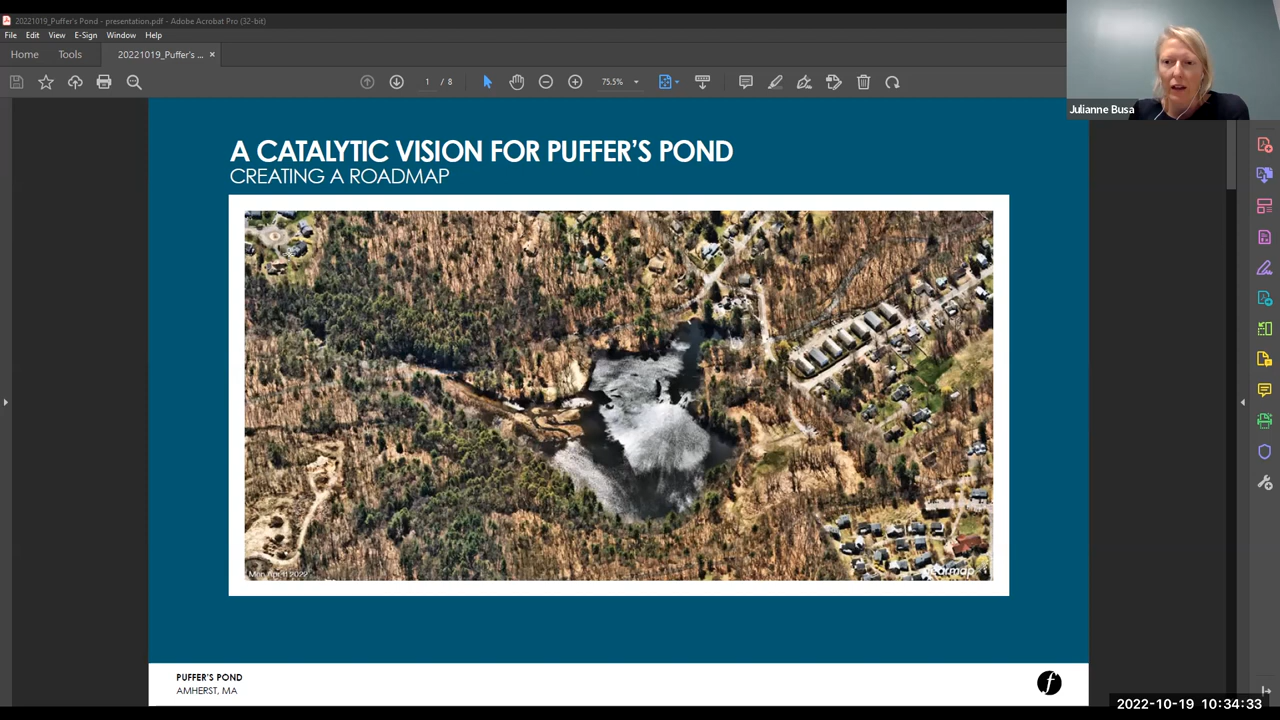 20221019_Puffer's Pond - presentation.pdf - Adobe Acrobat Pro (32-bit)
File Edit View E-Sign Window Help
Home Tools 20221019_Puffer's ... ×
1 / 8 75.5%
Julianne Busa
A CATALYTIC VISION FOR PUFFER'S POND
CREATING A ROADMAP
nearmap
PUFFER'S POND
AMHERST, MA
f
2022-10-19 10:34:33